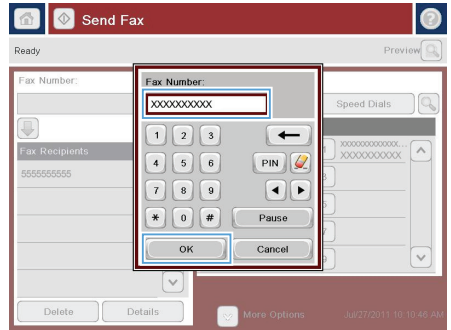 Send Fax
Ready
Preview
Fax Number:
Fax Number:
XXXXXXXXXX
Speed Dials
1 2 3
Fax Recipients
XXXXXXXXXXXXX...
XXXXXXXXXX
4 5 6 PIN
5555555555
7 8 9
* 0 # Pause
OK Cancel
Delete Details More Options Jul/27/2011 10:10:46 AM